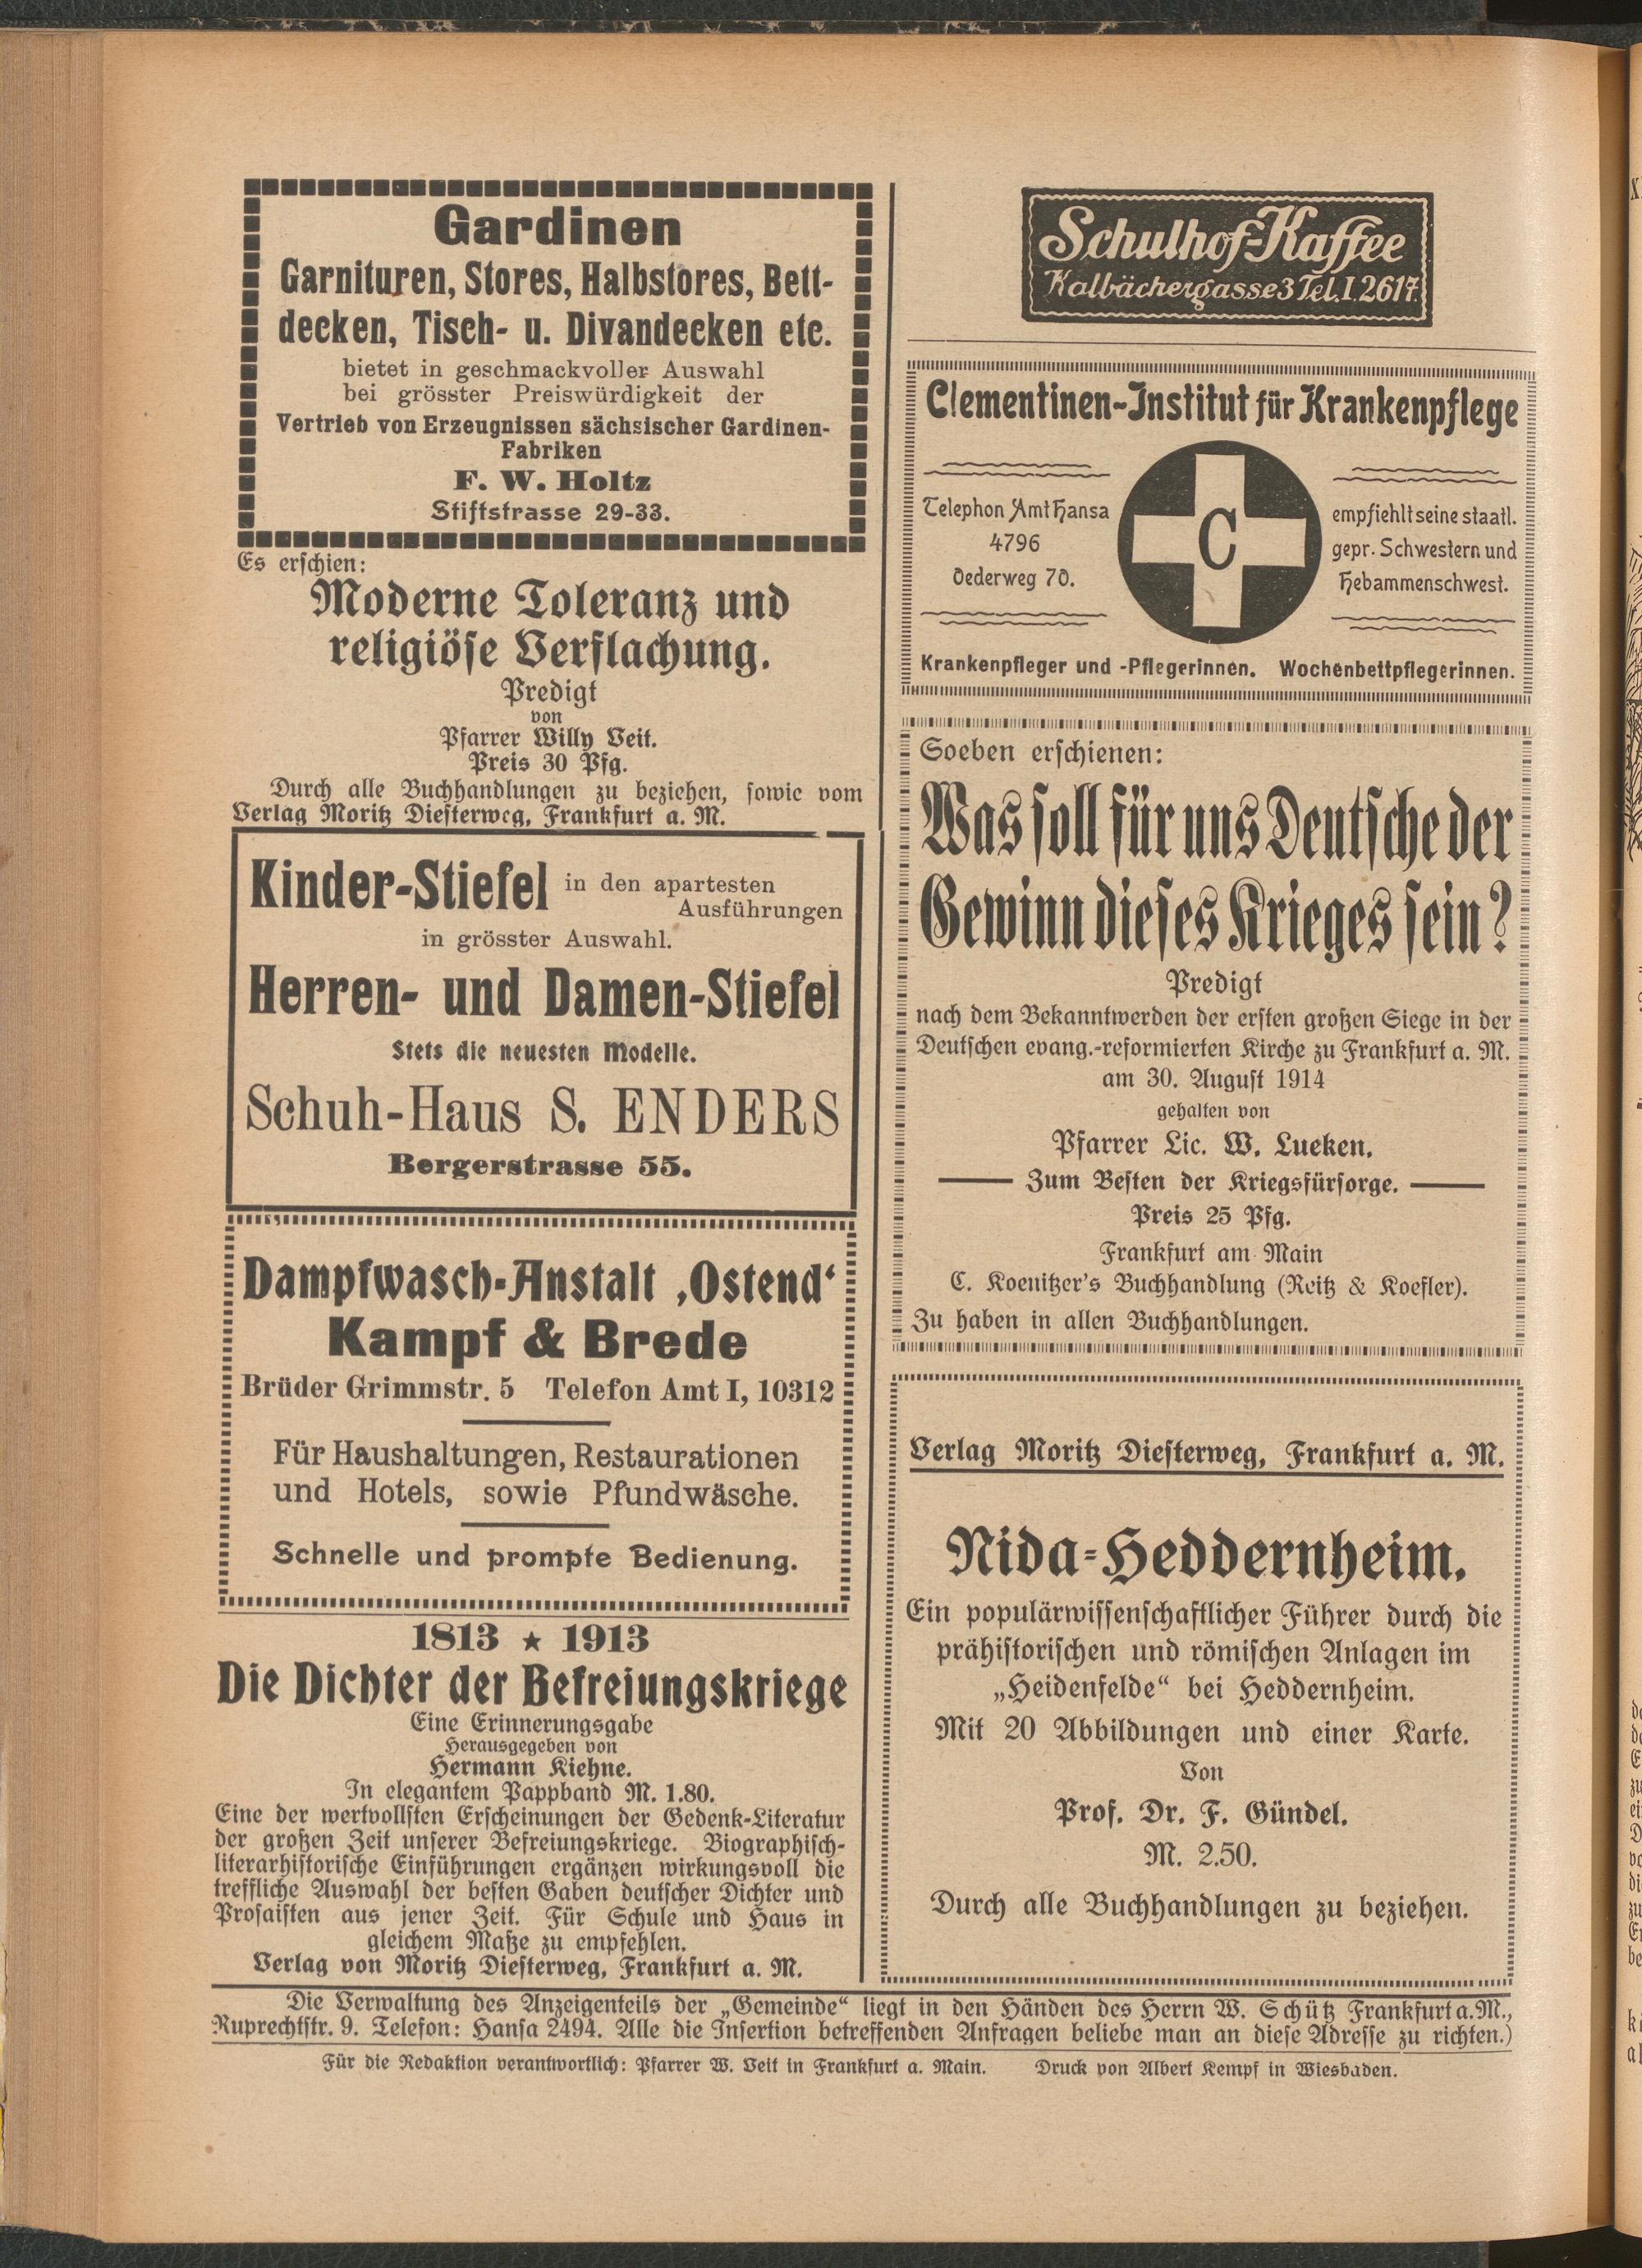 Gardinen
Garnituren, Stores, Halbstores, Bett-
decken, Tisch- u. Divandecken etc.
bietet in geschmackvoller Auswahl
bei grösster Preiswürdigkeit der
Vertrieb von Erzeugnissen sächsischer Gardinen-
Fabriken
F. W. Holtz
Stiftstrasse 29-33.
Es erschien:
Moderne Toleranz und
religiöse Verflachung.
Predigt
von
Pfarrer Willy Veit.
Preis 30 Pfg.
Durch alle Buchhandlungen zu beziehen, sowie vom
Verlag Moritz Diesterweg, Frankfurt a. M.
Kinder-Stiefel in den apartesten
Ausführungen
in grösster Auswahl.
Herren- und Damen-Stiefel
Stets die neuesten Modelle.
Schuh-Haus S. ENDERS
Bergerstrasse 55.
Dampfwasch-Anstalt ‚Ostend‘
Kampf & Brede
Brüder Grimmstr. 5 Telefon Amt I, 10312
Für Haushaltungen, Restaurationen
und Hotels, sowie Pfundwäsche.
Schnelle und prompte Bedienung.
1813 ★ 1913
Die Dichter der Befreiungskriege
Eine Erinnerungsgabe
Herausgegeben von
Hermann Kiehne.
In elegantem Pappband M. 1.80.
Eine der wertvollsten Erscheinungen der Gedenk-Literatur
der großen Zeit unserer Befreiungskriege. Biographisch-
literarhistorische Einführungen ergänzen wirkungsvoll die
treffliche Auswahl der besten Gaben deutscher Dichter und
Prosaisten aus jener Zeit. Für Schule und Haus in
gleichem Maße zu empfehlen.
Verlag von Moritz Diesterweg, Frankfurt a. M.
Schulhof-Kaffee
Kalbächergasse 3 Tel. I. 2617.
Clementinen-Institut für Krankenpflege
Telephon Amt Hansa
4796
Oederweg 70.
C
empfiehlt seine staatl.
gepr. Schwestern und
Hebammenschwest.
Krankenpfleger und -Pflegerinnen. Wochenbettpflegerinnen.
Soeben erschienen:
Was soll für uns Deutsche der
Gewinn dieses Krieges sein?
Predigt
nach dem Bekanntwerden der ersten großen Siege in der
Deutschen evang.-reformierten Kirche zu Frankfurt a. M.
am 30. August 1914
gehalten von
Pfarrer Lic. W. Lueken.
Zum Besten der Kriegsfürsorge.
Preis 25 Pfg.
Frankfurt am Main
C. Koenitzer's Buchhandlung (Reitz & Koefler).
Zu haben in allen Buchhandlungen.
Verlag Moritz Diesterweg, Frankfurt a. M.
Nida-Heddernheim.
Ein populärwissenschaftlicher Führer durch die
prähistorischen und römischen Anlagen im
„Heidenfelde“ bei Heddernheim.
Mit 20 Abbildungen und einer Karte.
Von
Prof. Dr. F. Gündel.
M. 2.50.
Durch alle Buchhandlungen zu beziehen.
Die Verwaltung des Anzeigenteils der „Gemeinde“ liegt in den Händen des Herrn W. Schütz Frankfurt a. M.,
Ruprechtstr. 9. Telefon: Hansa 2494. Alle die Insertion betreffenden Anfragen beliebe man an diese Adresse zu richten.)
Für die Redaktion verantwortlich: Pfarrer W. Veit in Frankfurt a. Main. Druck von Albert Kempf in Wiesbaden.